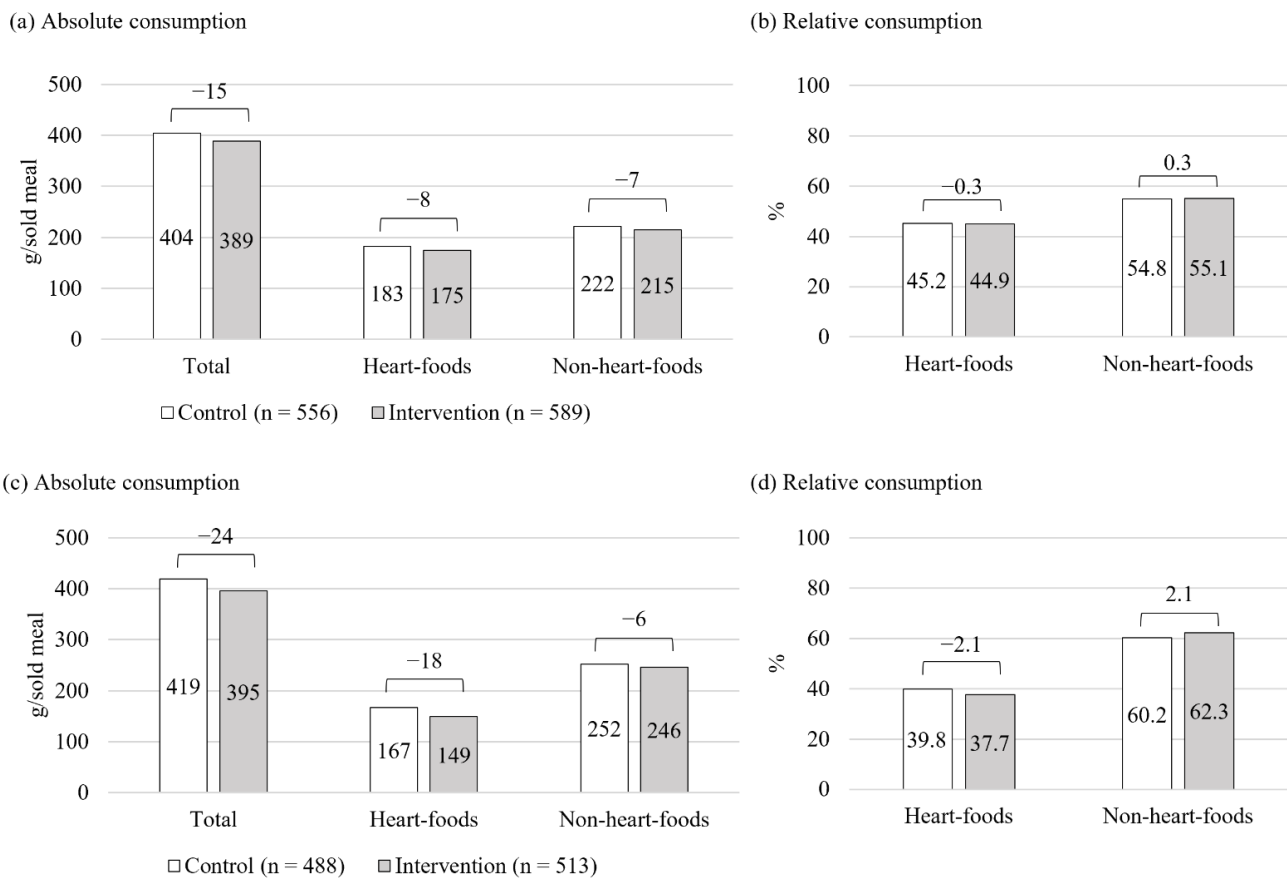 (a) Absolute consumption
500
400
300
200
100
0
g/sold meal
−15
−8
−7
404
389
183
175
222
215
Total
Heart-foods
Non-heart-foods
Control (n = 556)
Intervention (n = 589)
(b) Relative consumption
100
80
60
40
20
0
%
−0.3
0.3
45.2
44.9
54.8
55.1
Heart-foods
Non-heart-foods
(c) Absolute consumption
500
400
300
200
100
0
g/sold meal
−24
−18
−6
419
395
167
149
252
246
Total
Heart-foods
Non-heart-foods
Control (n = 488)
Intervention (n = 513)
(d) Relative consumption
100
80
60
40
20
0
%
−2.1
2.1
39.8
37.7
60.2
62.3
Heart-foods
Non-heart-foods